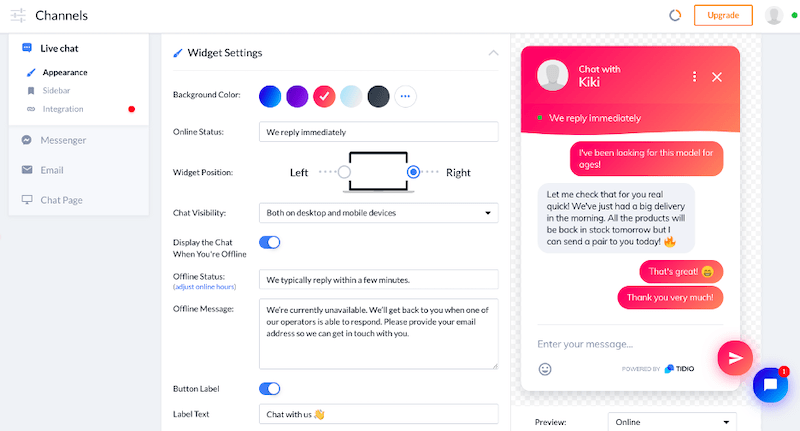 Channels
Upgrade
Live chat
Appearance
Sidebar
Integration
Messenger
Email
Chat Page
Widget Settings
Background Color:
Online Status:
We reply immediately
Widget Position:
Left
Right
Chat Visibility:
Both on desktop and mobile devices
Display the Chat
When You're Offline
Offline Status:
(adjust online hours)
We typically reply within a few minutes.
Offline Message:
We're currently unavailable. We'll get back to you when one of
our operators is able to respond. Please provide your email
address so we can get in touch with you.
Button Label
Label Text
Chat with us 👋
Chat with
Kiki
We reply immediately
I've been looking for this model for
ages!
Let me check that for you real
quick! We've just had a big delivery
in the morning. All the products will
be back in stock tomorrow but I
can send a pair to you today! 🔥
That's great! 😄
Thank you very much!
Enter your message...
POWERED BY TIDIO
1
Preview:
Online